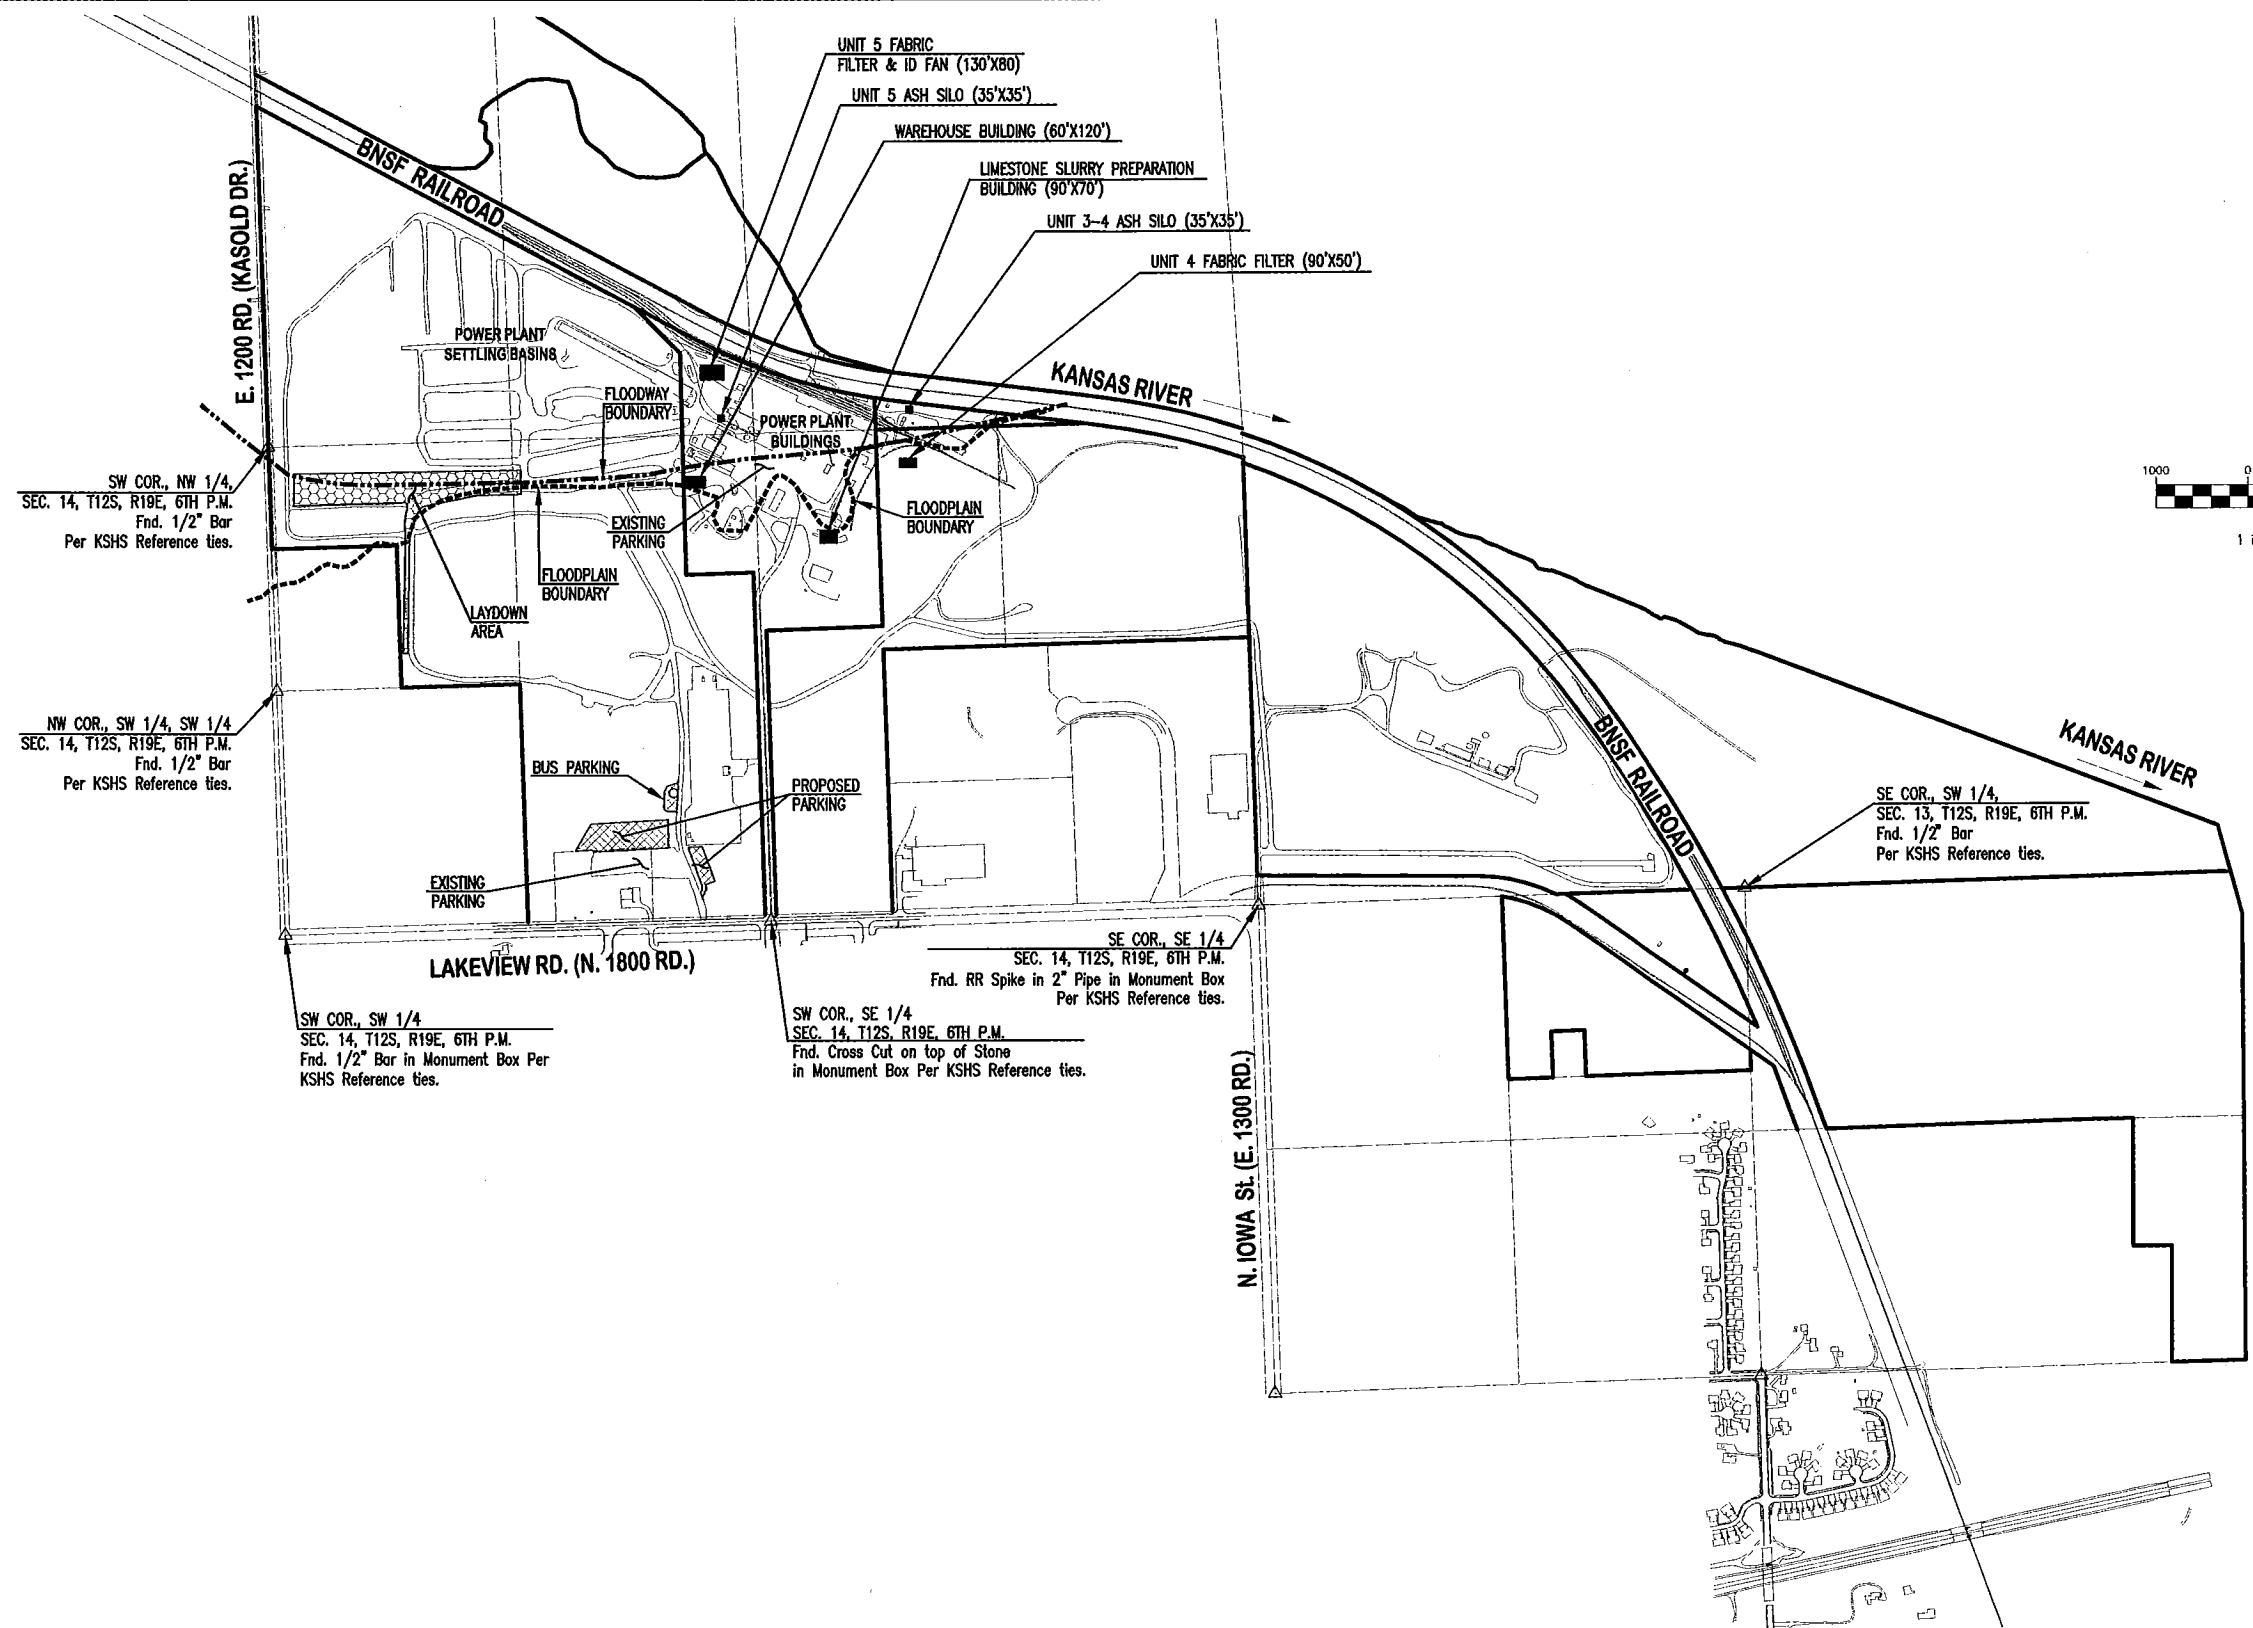 UNIT 5 FABRIC
FILTER & ID FAN (130'X80)
UNIT 5 ASH SILO (35'X35')
WAREHOUSE BUILDING (60'X120')
LIMESTONE SLURRY PREPARATION
BUILDING (90'X70')
UNIT 3-4 ASH SILO (35'X35')
UNIT 4 FABRIC FILTER (90'X50')
BNSF RAILROAD
E. 1200 RD. (KASOLD DR.)
POWER PLANT
SETTLING BASINS
FLOODWAY
BOUNDARY
POWER PLANT
BUILDINGS
KANSAS RIVER
1000 0
1
SW COR., NW 1/4,
SEC. 14, T12S, R19E, 6TH P.M.
Fnd. 1/2" Bar
Per KSHS Reference ties.
EXISTING
PARKING
FLOODPLAIN
BOUNDARY
FLOODPLAIN
BOUNDARY
LAYDOWN
AREA
NW COR., SW 1/4, SW 1/4
SEC. 14, T12S, R19E, 6TH P.M.
Fnd. 1/2" Bar
Per KSHS Reference ties.
BUS PARKING
PROPOSED
PARKING
EXISTING
PARKING
BNSF RAILROAD
KANSAS RIVER
SE COR., SW 1/4,
SEC. 13, T12S, R19E, 6TH P.M.
Fnd. 1/2" Bar
Per KSHS Reference ties.
LAKEVIEW RD. (N. 1800 RD.)
SE COR., SE 1/4
SEC. 14, T12S, R19E, 6TH P.M.
Fnd. RR Spike in 2" Pipe in Monument Box
Per KSHS Reference ties.
SW COR., SW 1/4
SEC. 14, T12S, R19E, 6TH P.M.
Fnd. 1/2" Bar in Monument Box Per
KSHS Reference ties.
SW COR., SE 1/4
SEC. 14, T12S, R19E, 6TH P.M.
Fnd. Cross Cut on top of Stone
in Monument Box Per KSHS Reference ties.
N. IOWA St. (E. 1300 RD.)